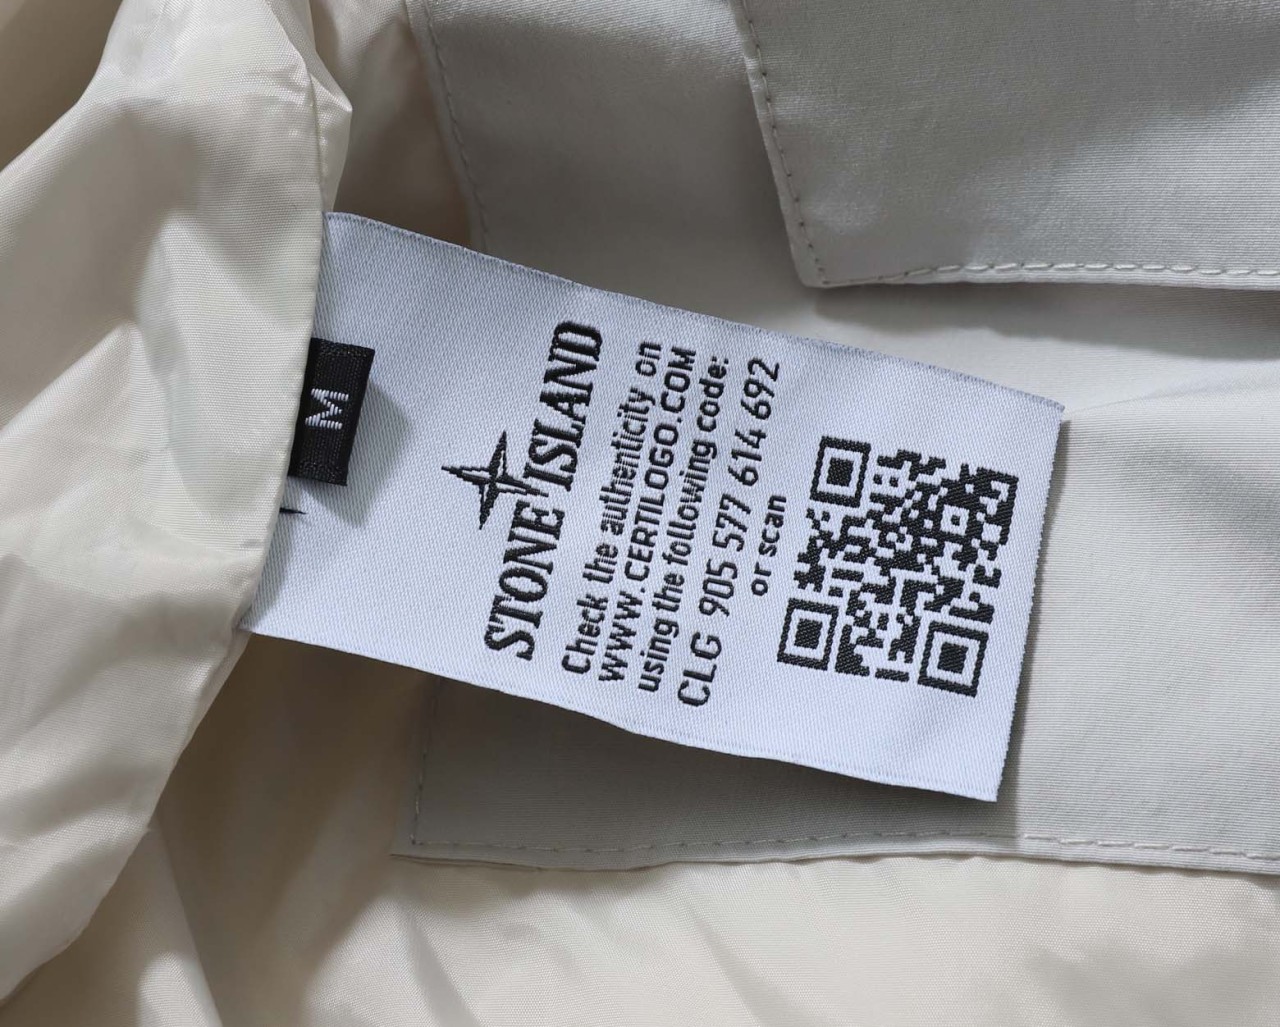 M
STONE ISLAND
Check the authenticity on
WWW.CERTILOGO.COM
using the following code:
CLG 905 577 614 692
or scan